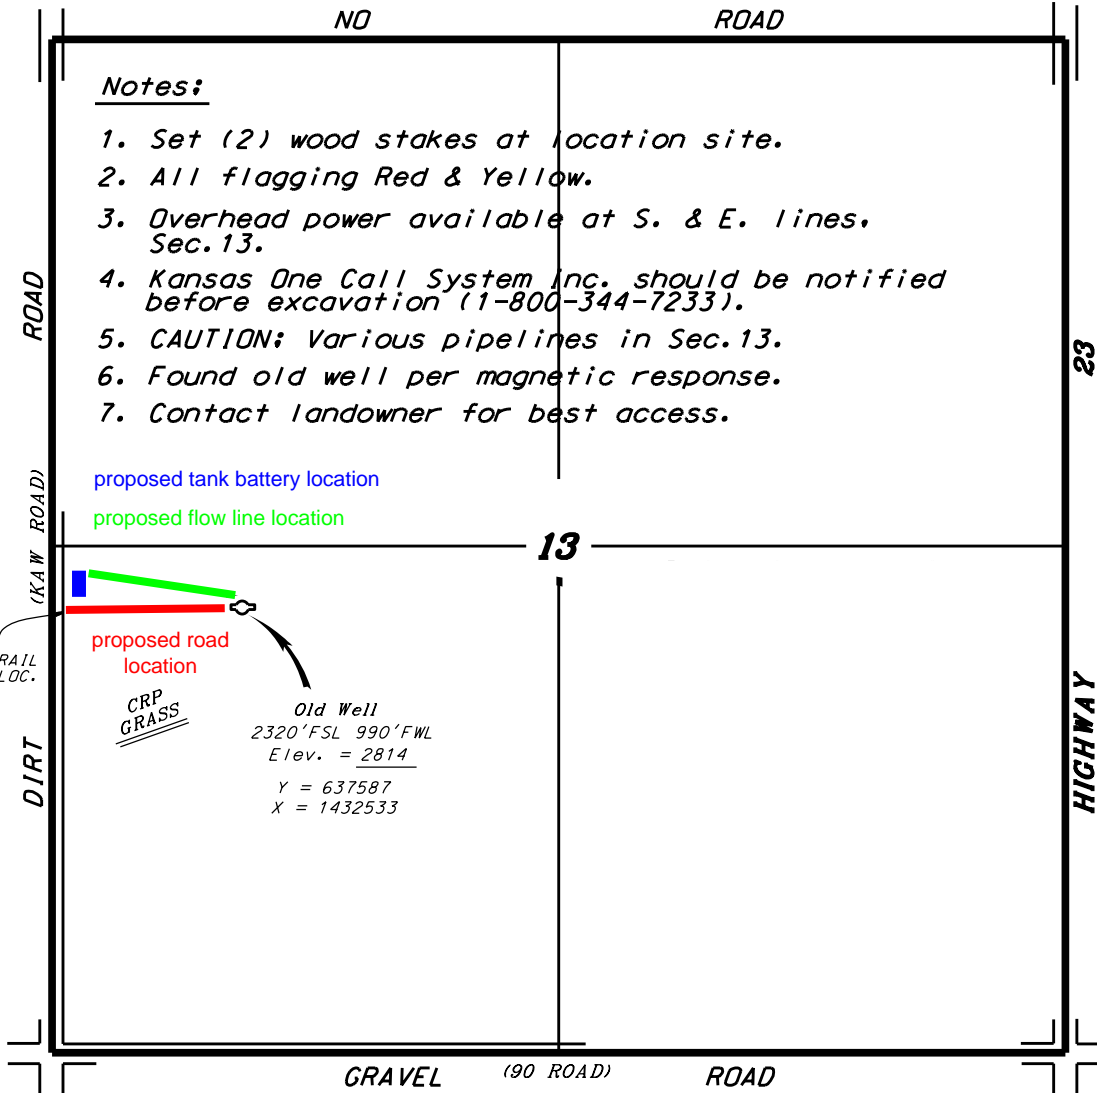 NO ROAD
Notes:
1. Set (2) wood stakes at location site.
2. All flagging Red & Yellow.
3. Overhead power available at S. & E. lines,
Sec.13.
4. Kansas One Call System Inc. should be notified
before excavation (1-800-344-7233).
5. CAUTION: Various pipelines in Sec.13.
6. Found old well per magnetic response.
7. Contact landowner for best access.
ROAD
23
proposed tank battery location
proposed flow line location
(KAW ROAD)
13
proposed road
location
RAIL
LOC.
CRP
GRASS
Old Well
2320'FSL 990'FWL
Elev. = 2814
Y = 637587
X = 1432533
DIRT
HIGHWAY
GRAVEL (90 ROAD) ROAD